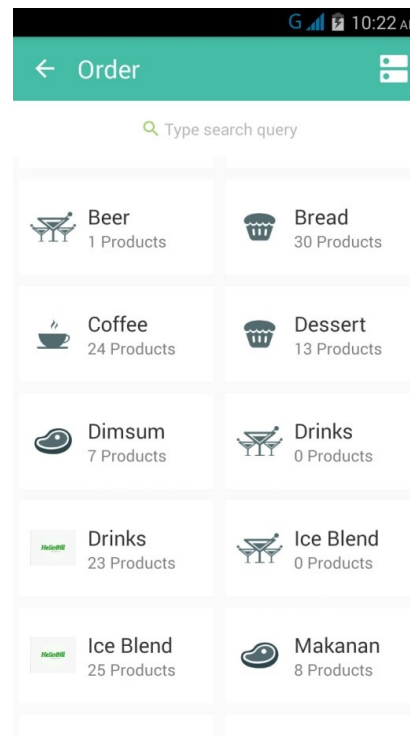 G 10:22 A
Order
Type search query
Beer
1 Products
Bread
30 Products
Coffee
24 Products
Dessert
13 Products
Dimsum
7 Products
Drinks
0 Products
HelloBill
Drinks
23 Products
Ice Blend
0 Products
HelloBill
Ice Blend
25 Products
Makanan
8 Products